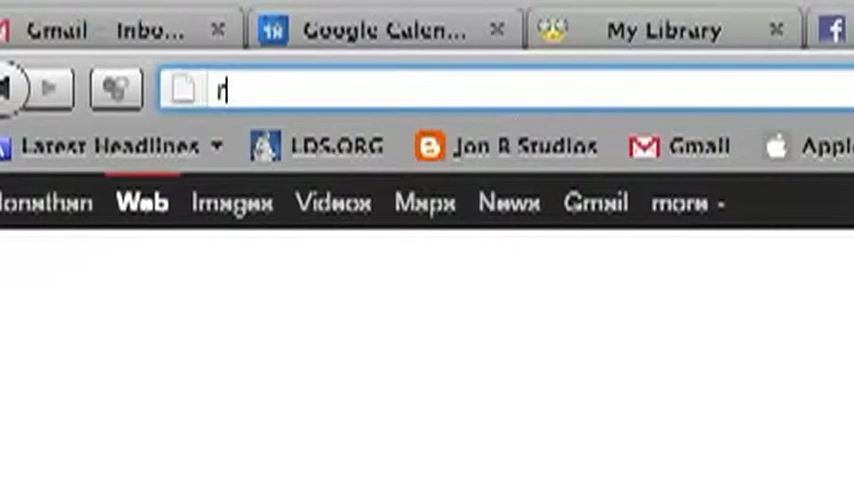 Gmail - Inbo... Google Calen... My Library
r
Latest Headlines LDS.ORG Jon R Studios Gmail Appl
Jonathan Web Images Videos Maps News Gmail more